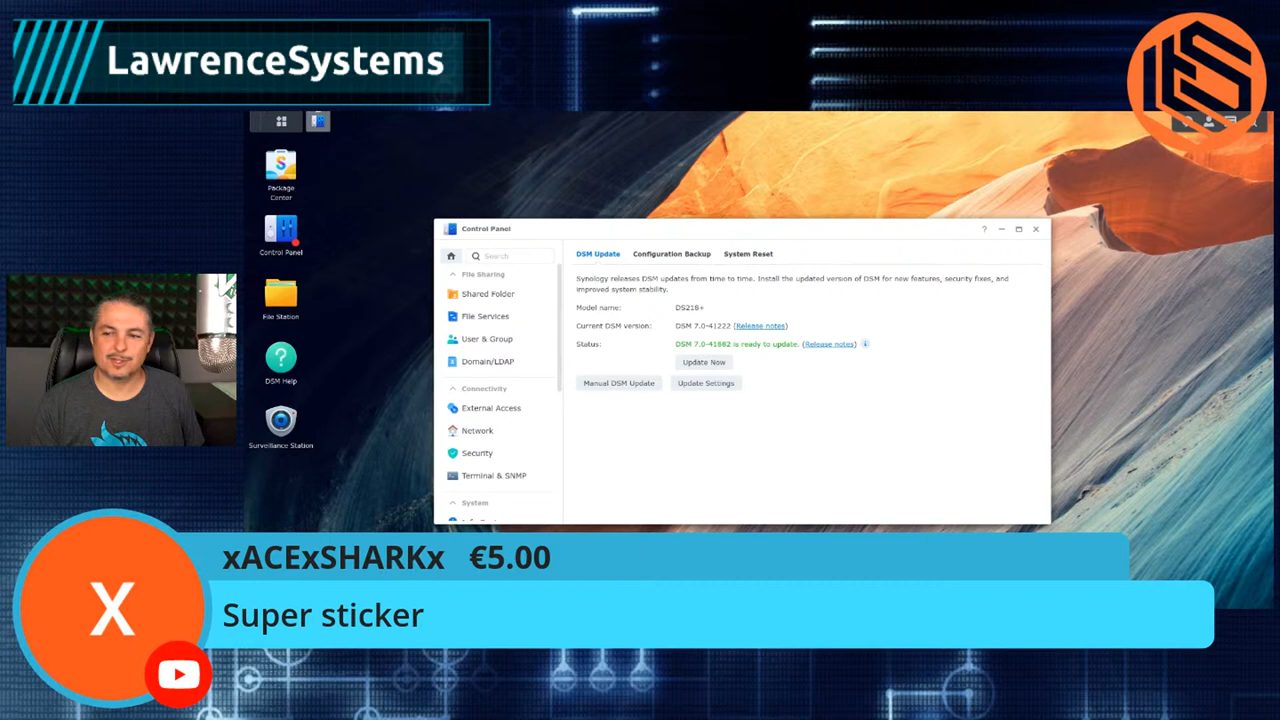 LawrenceSystems
Package
Center
Control Panel
File Station
DSM Help
Surveillance Station
Control Panel
Search
File Sharing
Shared Folder
File Services
User & Group
Domain/LDAP
Connectivity
External Access
Network
Security
Terminal & SNMP
System
DSM Update Configuration Backup System Reset
Synology releases DSM updates from time to time. Install the updated version of DSM for new features, security fixes, and
improved system stability.
Model name: DS218+
Current DSM version: DSM 7.0-41222 (Release notes)
Status: DSM 7.0-41882 is ready to update. (Release notes)
Update Now
Manual DSM Update Update Settings
xACExSHARKx €5.00
X
Super sticker